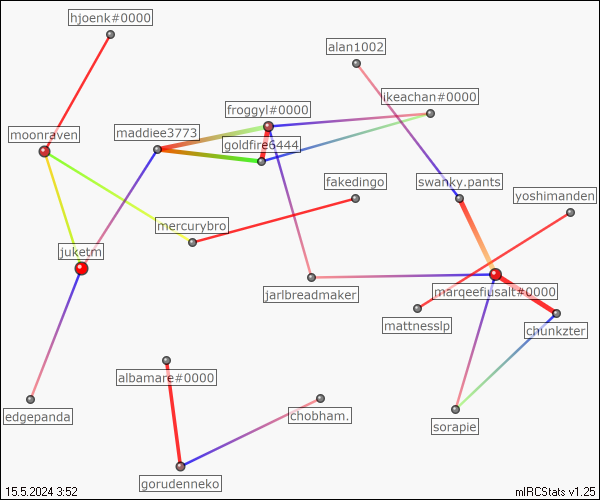 hjoenk#0000
alan1002
ikeachan#0000
froggyl#0000
moonraven
maddiee3773
goldfire6444
fakedingo
swanky.pants
yoshimanden
mercurybro
juketm
jarlbreadmaker
marqeefiusalt#0000
mattnesslp
chunkzter
albamare#0000
edgepanda
chobham.
sorapie
gorudenneko
15.5.2024 3:52
mIRCStats v1.25